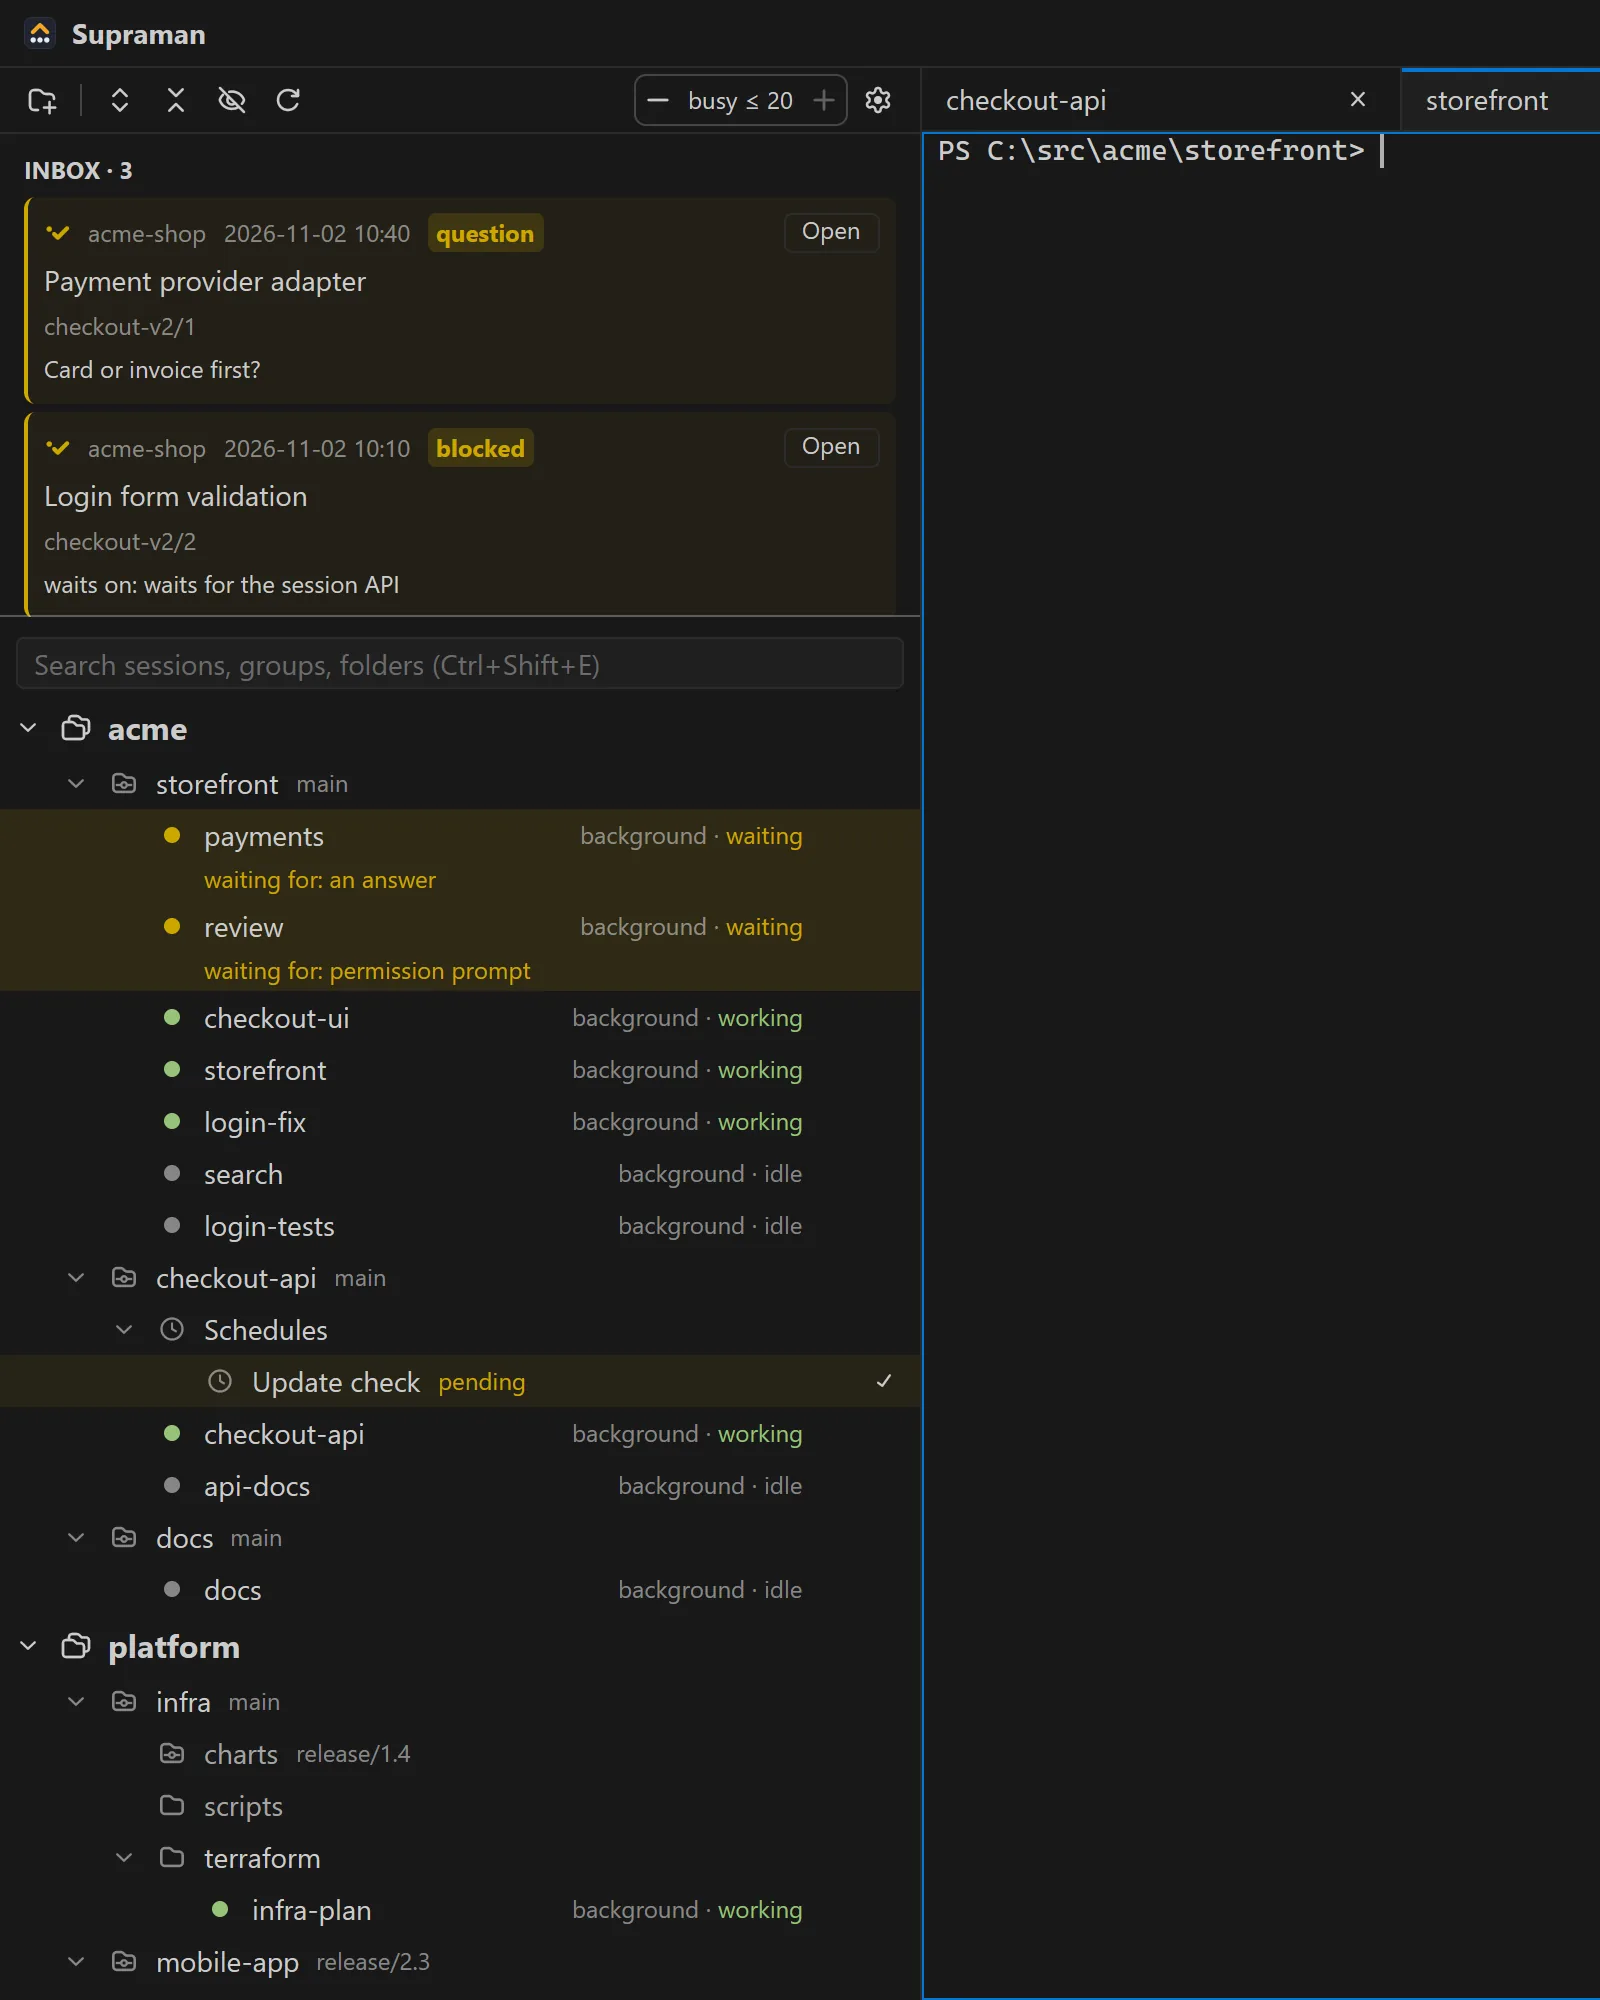 Supraman
busy ≤ 20
checkout-api
storefront
PS C:\src\acme\storefront>
INBOX · 3
acme-shop 2026-11-02 10:40 question Open
Payment provider adapter
checkout-v2/1
Card or invoice first?
acme-shop 2026-11-02 10:10 blocked Open
Login form validation
checkout-v2/2
waits on: waits for the session API
Search sessions, groups, folders (Ctrl+Shift+E)
acme
storefront main
payments background · waiting
waiting for: an answer
review background · waiting
waiting for: permission prompt
checkout-ui background · working
storefront background · working
login-fix background · working
search background · idle
login-tests background · idle
checkout-api main
Schedules
Update check pending
checkout-api background · working
api-docs background · idle
docs main
docs background · idle
platform
infra main
charts release/1.4
scripts
terraform
infra-plan background · working
mobile-app release/2.3